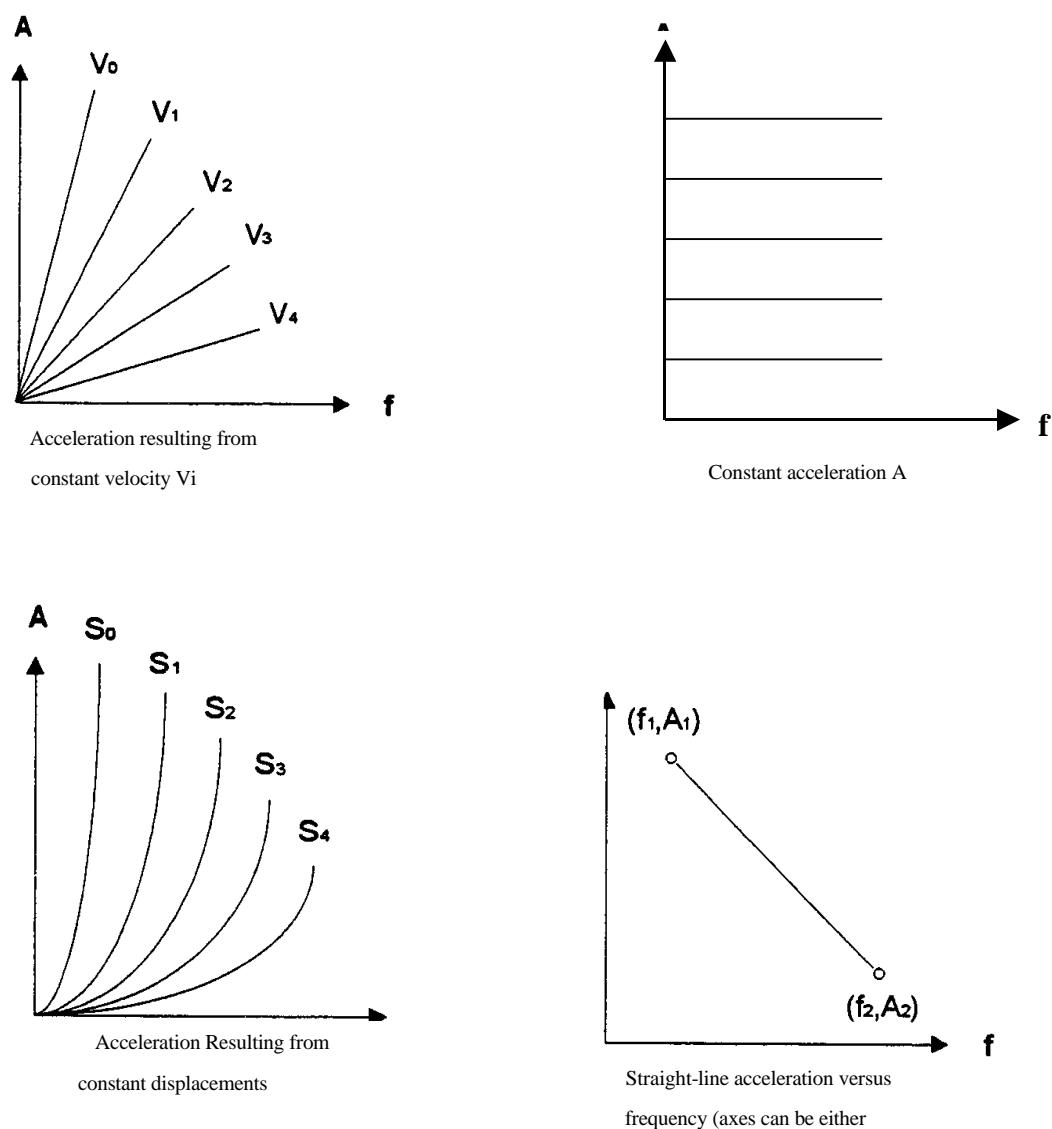 A
V₀
V₁
V₂
V₃
V₄
f
Acceleration resulting from
constant velocity Vi
f
Constant acceleration A
A
S₀
S₁
S₂
S₃
S₄
Acceleration Resulting from
constant displacements
(f₁,A₁)
(f₂,A₂)
f
Straight-line acceleration versus
frequency (axes can be either